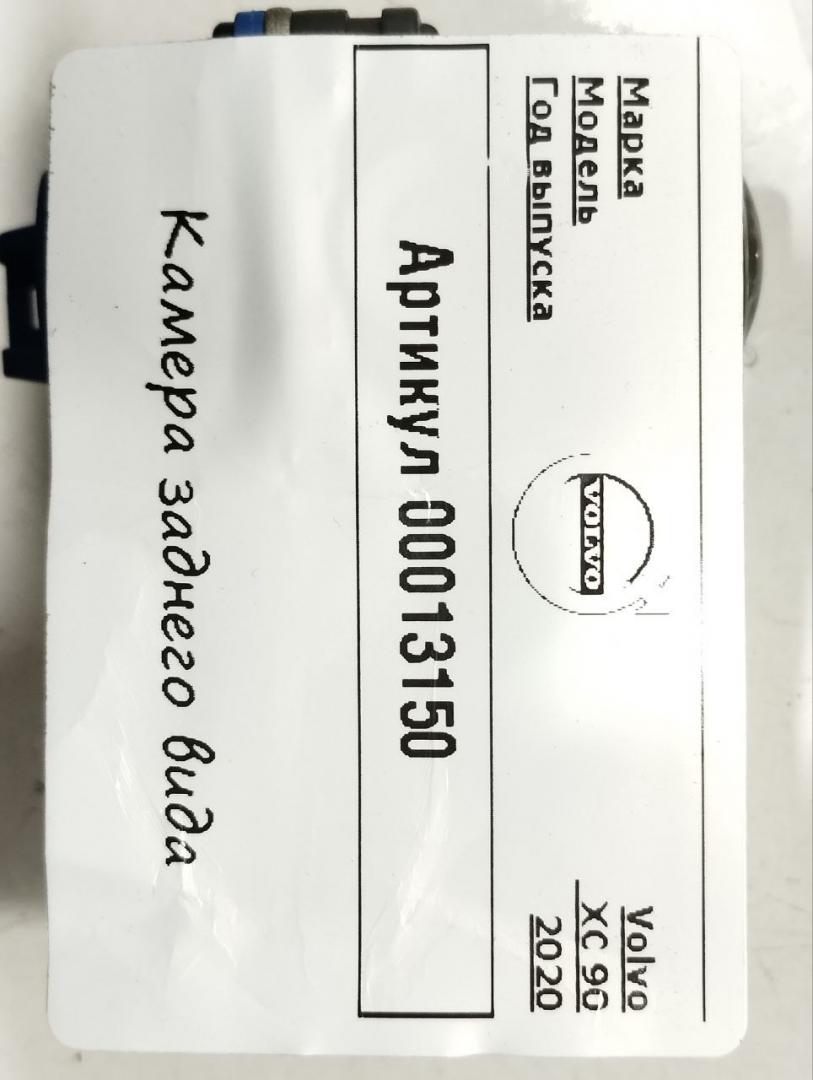 Марка Volvo
Модель XC 90
Год выпуска 2020
VOLVO
Артикул 00013150
Камера заднего вида